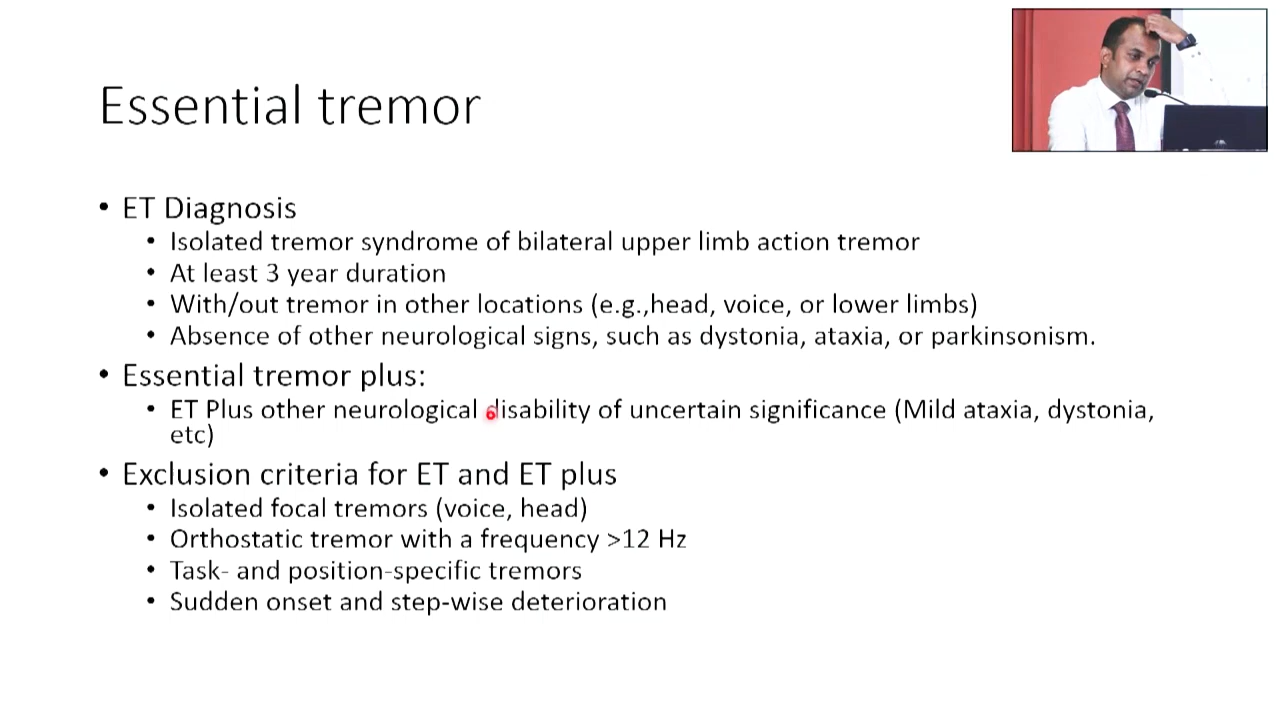 Essential tremor
• ET Diagnosis
• Isolated tremor syndrome of bilateral upper limb action tremor
• At least 3 year duration
• With/out tremor in other locations (e.g.,head, voice, or lower limbs)
• Absence of other neurological signs, such as dystonia, ataxia, or parkinsonism.
• Essential tremor plus:
• ET Plus other neurological disability of uncertain significance (Mild ataxia, dystonia,
etc)
• Exclusion criteria for ET and ET plus
• Isolated focal tremors (voice, head)
• Orthostatic tremor with a frequency >12 Hz
• Task- and position-specific tremors
• Sudden onset and step-wise deterioration